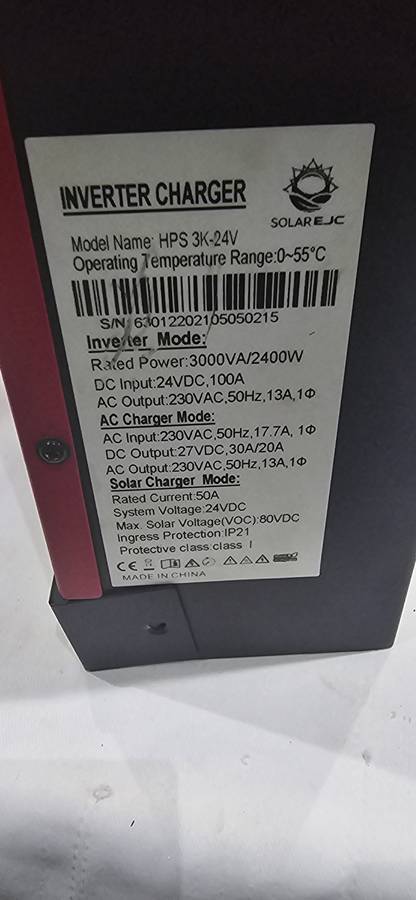 INVERTER CHARGER
SOLAR EJC
Model Name: HPS 3K-24V
Operating Temperature Range:0~55°C
S/N:63012202105050215
Inverter Mode:
Rated Power:3000VA/2400W
DC Input:24VDC,100A
AC Output:230VAC,50Hz,13A,1Φ
AC Charger Mode:
AC Input:230VAC,50Hz,17.7A, 1Φ
DC Output:27VDC,30A/20A
AC Output:230VAC,50Hz,13A,1Φ
Solar Charger Mode:
Rated Current:50A
System Voltage:24VDC
Max. Solar Voltage(VOC):80VDC
Ingress Protection:IP21
Protective class:class I
CE
MADE IN CHINA